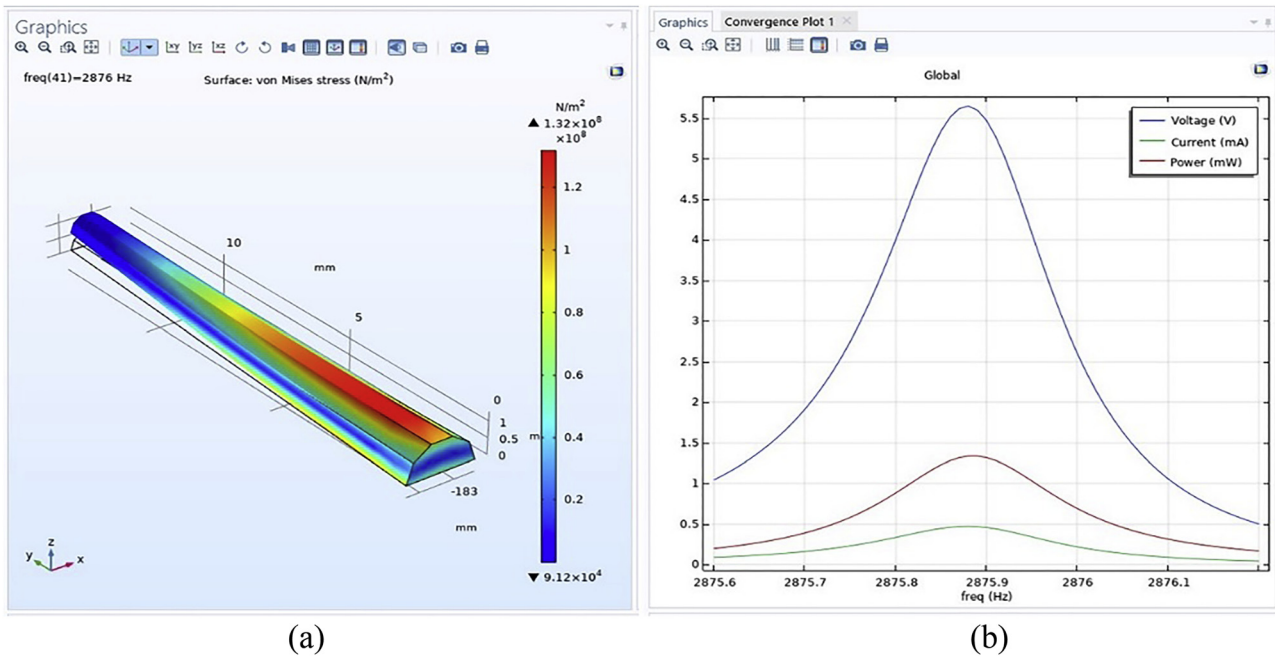 Graphics
xy yz xz
freq(41)=2876 Hz
Surface: von Mises stress (N/m²)
N/m²
▲ 1.32×10⁸
×10⁸
1.2
1
0.8
0.6
0.4
0.2
▼ 9.12×10⁴
10
mm
5
0
1
0.5
0
m
-183
mm
z
y
x
(a)
Graphics Convergence Plot 1
Global
Voltage (V)
Current (mA)
Power (mW)
5.5
5
4.5
4
3.5
3
2.5
2
1.5
1
0.5
0
2875.6 2875.7 2875.8 2875.9 2876 2876.1
freq (Hz)
(b)